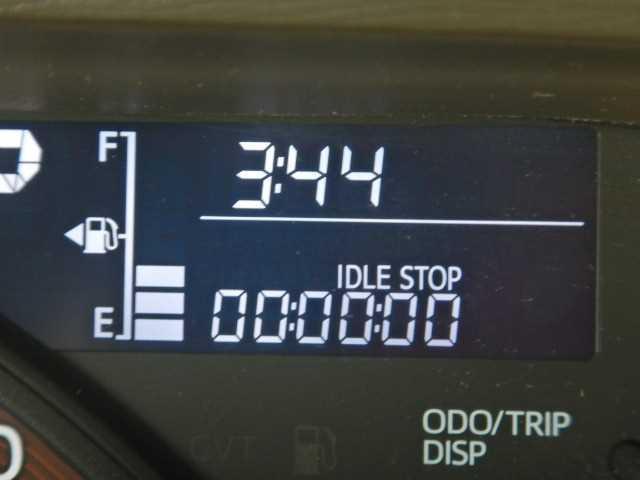 F
3:44
IDLE STOP
E
00:00:00
ODO/TRIP
DISP
CVT